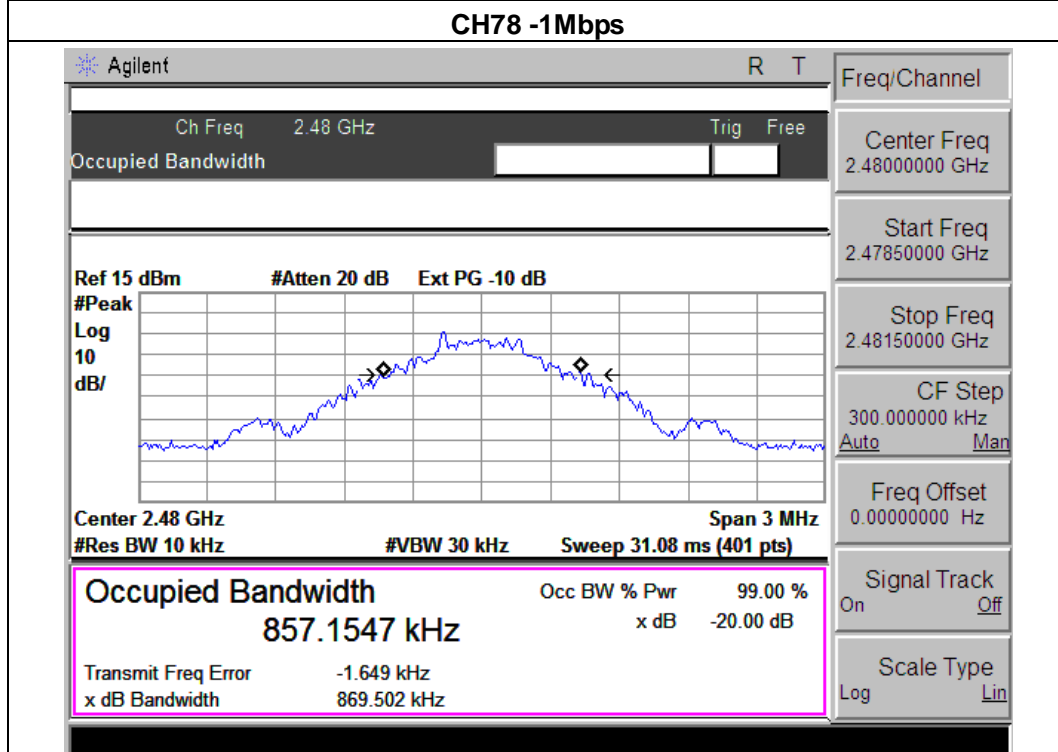 CH78 -1Mbps
Agilent R T
Freq/Channel
Ch Freq 2.48 GHz Trig Free
Occupied Bandwidth
Center Freq
2.48000000 GHz
Start Freq
2.47850000 GHz
Ref 15 dBm #Atten 20 dB Ext PG -10 dB
#Peak
Log
10
dB/
Stop Freq
2.48150000 GHz
CF Step
300.000000 kHz
Auto Man
Freq Offset
0.00000000 Hz
Center 2.48 GHz Span 3 MHz
#Res BW 10 kHz #VBW 30 kHz Sweep 31.08 ms (401 pts)
Occupied Bandwidth Occ BW % Pwr 99.00 %
857.1547 kHz x dB -20.00 dB
Transmit Freq Error -1.649 kHz
x dB Bandwidth 869.502 kHz
Signal Track
On Off
Scale Type
Log Lin